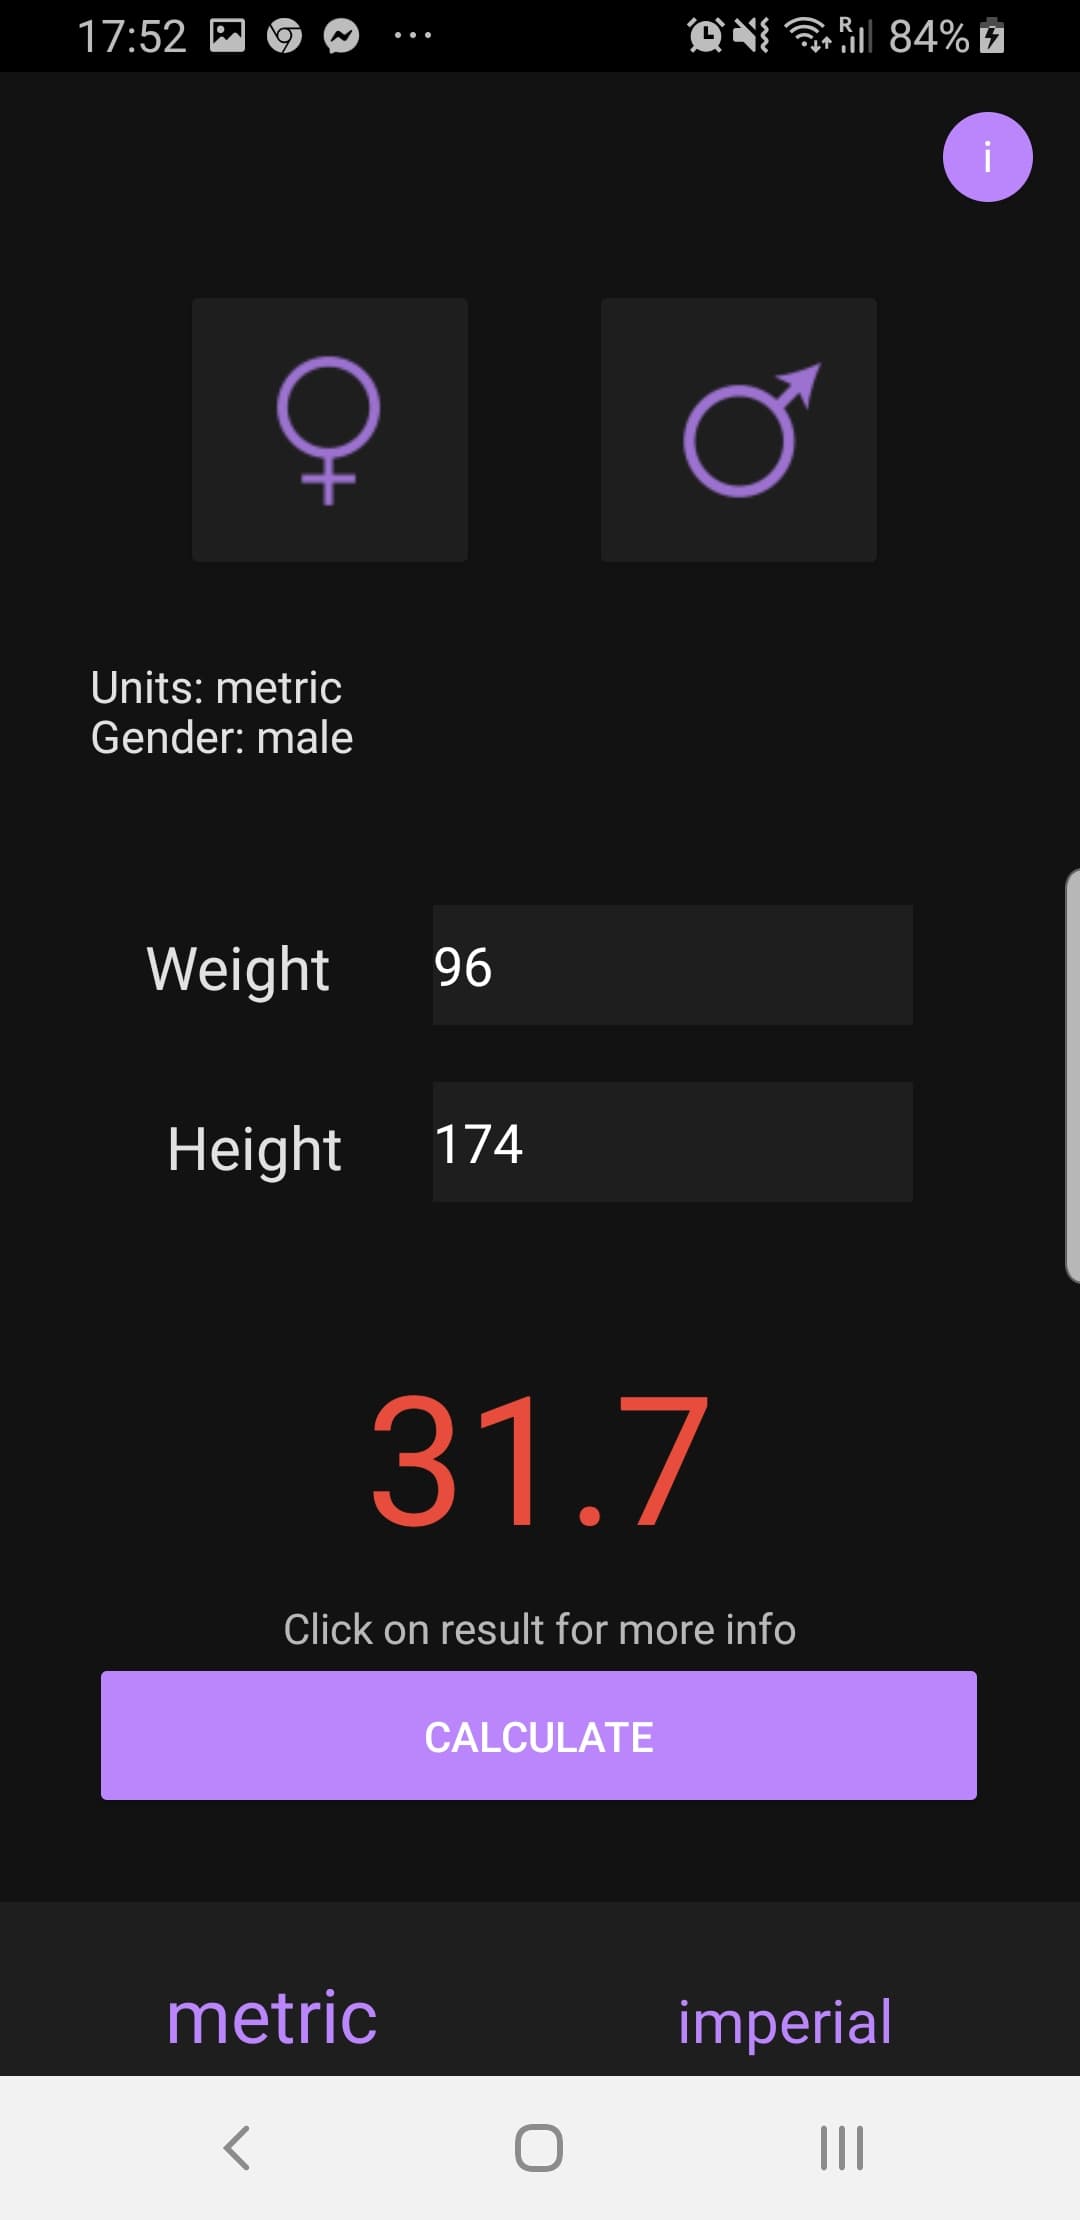 17:52 ... R 84%
i
Units: metric
Gender: male
Weight 96
Height 174
31.7
Click on result for more info
CALCULATE
metric imperial